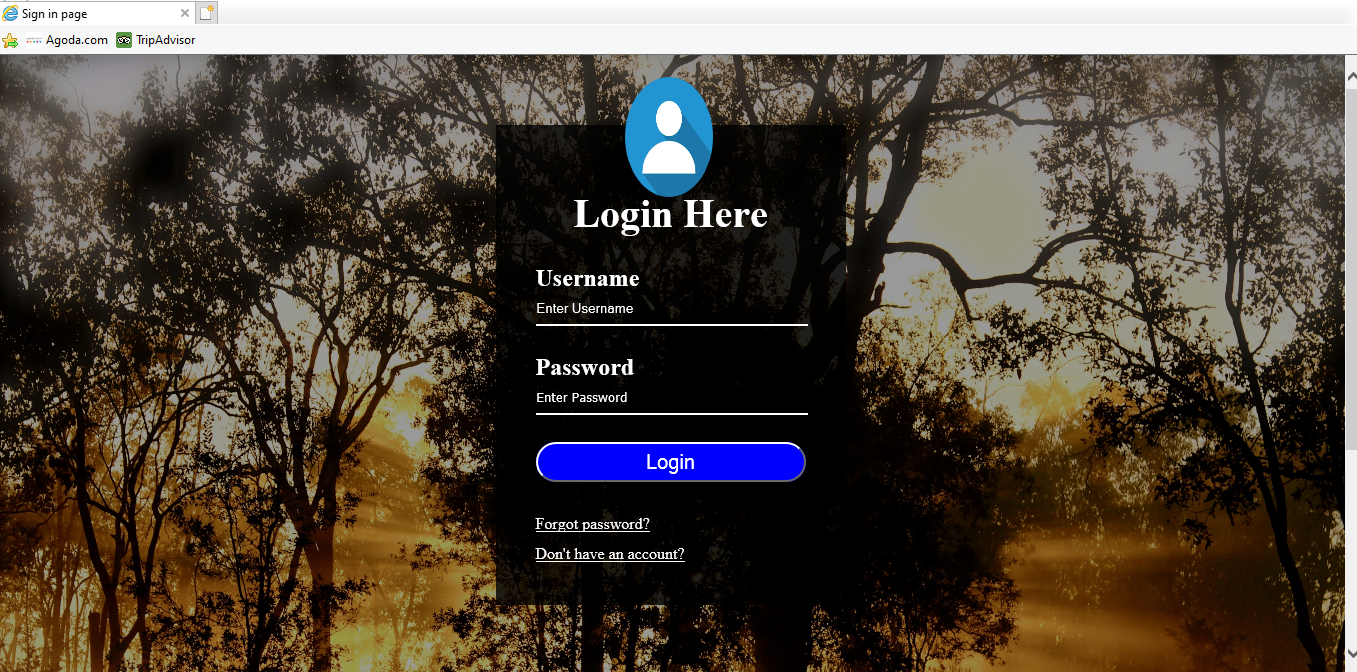 Sign in page
Agoda.com TripAdvisor
Login Here
Username
Enter Username
Password
Enter Password
Login
Forgot password?
Don't have an account?